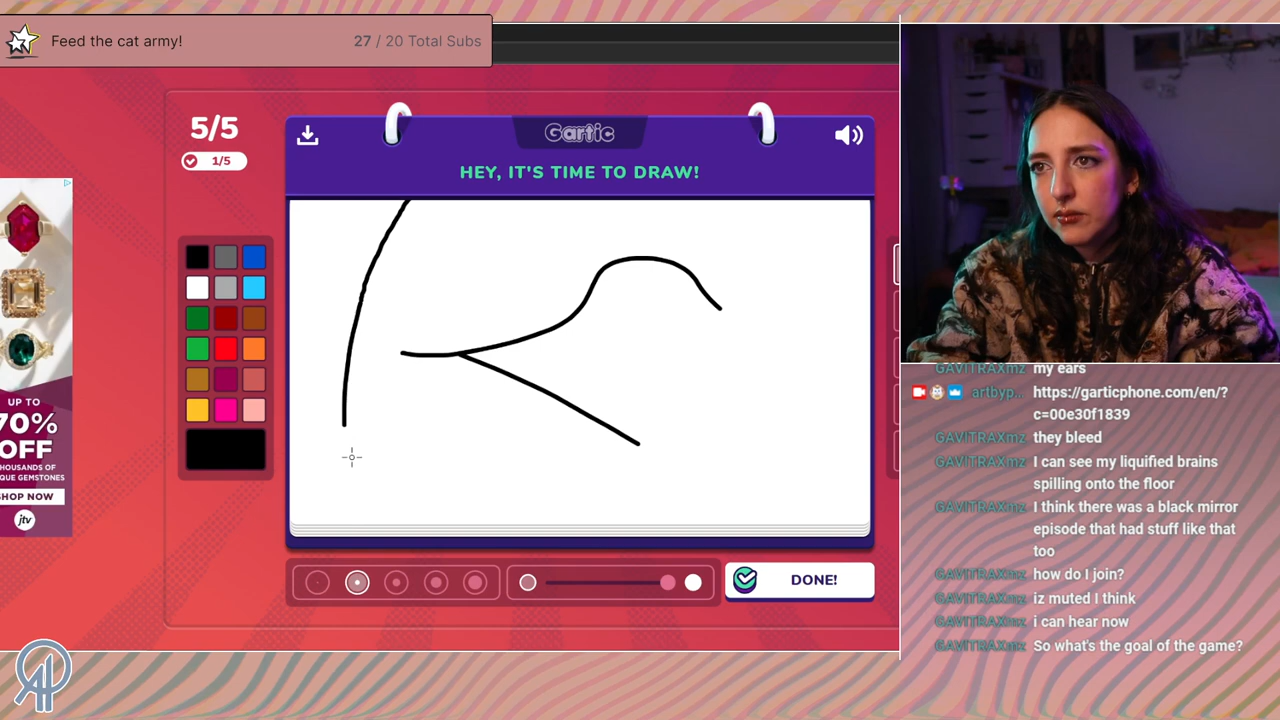 Feed the cat army!
27 / 20 Total Subs
5/5
1/5
Gartic
HEY, IT'S TIME TO DRAW!
UP TO
70%
OFF
SHOP NOW
jtv
DONE!
GAVITRAXmz my ears
artbyp... https://garticphone.com/en/?
c=00e30f1839
GAVITRAXmz they bleed
GAVITRAXmz I can see my liquified brains
spilling onto the floor
GAVITRAXmz I think there was a black mirror
episode that had stuff like that
too
GAVITRAXmz how do I join?
GAVITRAXmz iz muted I think
GAVITRAXmz i can hear now
GAVITRAXmz So what's the goal of the game?